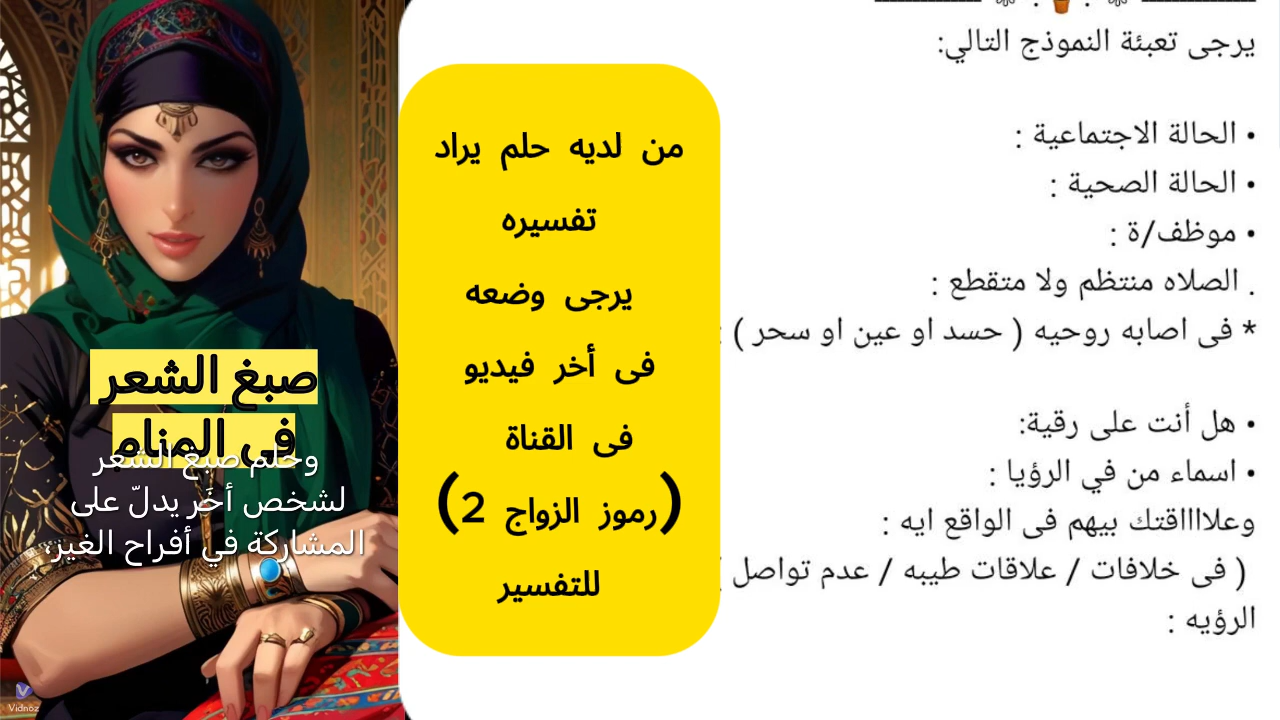 يرجى تعبئة النموذج التالي:
• الحالة الاجتماعية :
• الحالة الصحية :
• موظف/ة :
. الصلاه منتظم ولا متقطع :
* فى اصابه روحيه ( حسد او عين او سحر ) :
• هل أنت على رقية:
• اسماء من في الرؤيا :
وعلااااقتك بيهم فى الواقع ايه :
( فى خلافات / علاقات طيبه / عدم تواصل )
الرؤيه :
من لديه حلم يراد
تفسيره
يرجى وضعه
فى أخر فيديو
فى القناة
(رموز الزواج 2)
للتفسير
صبغ الشعر
فى المنام
وحلم صبغ الشعر
لشخص أخَر يدلّ على
المشاركة في أفراح الغير،
Vidnoz